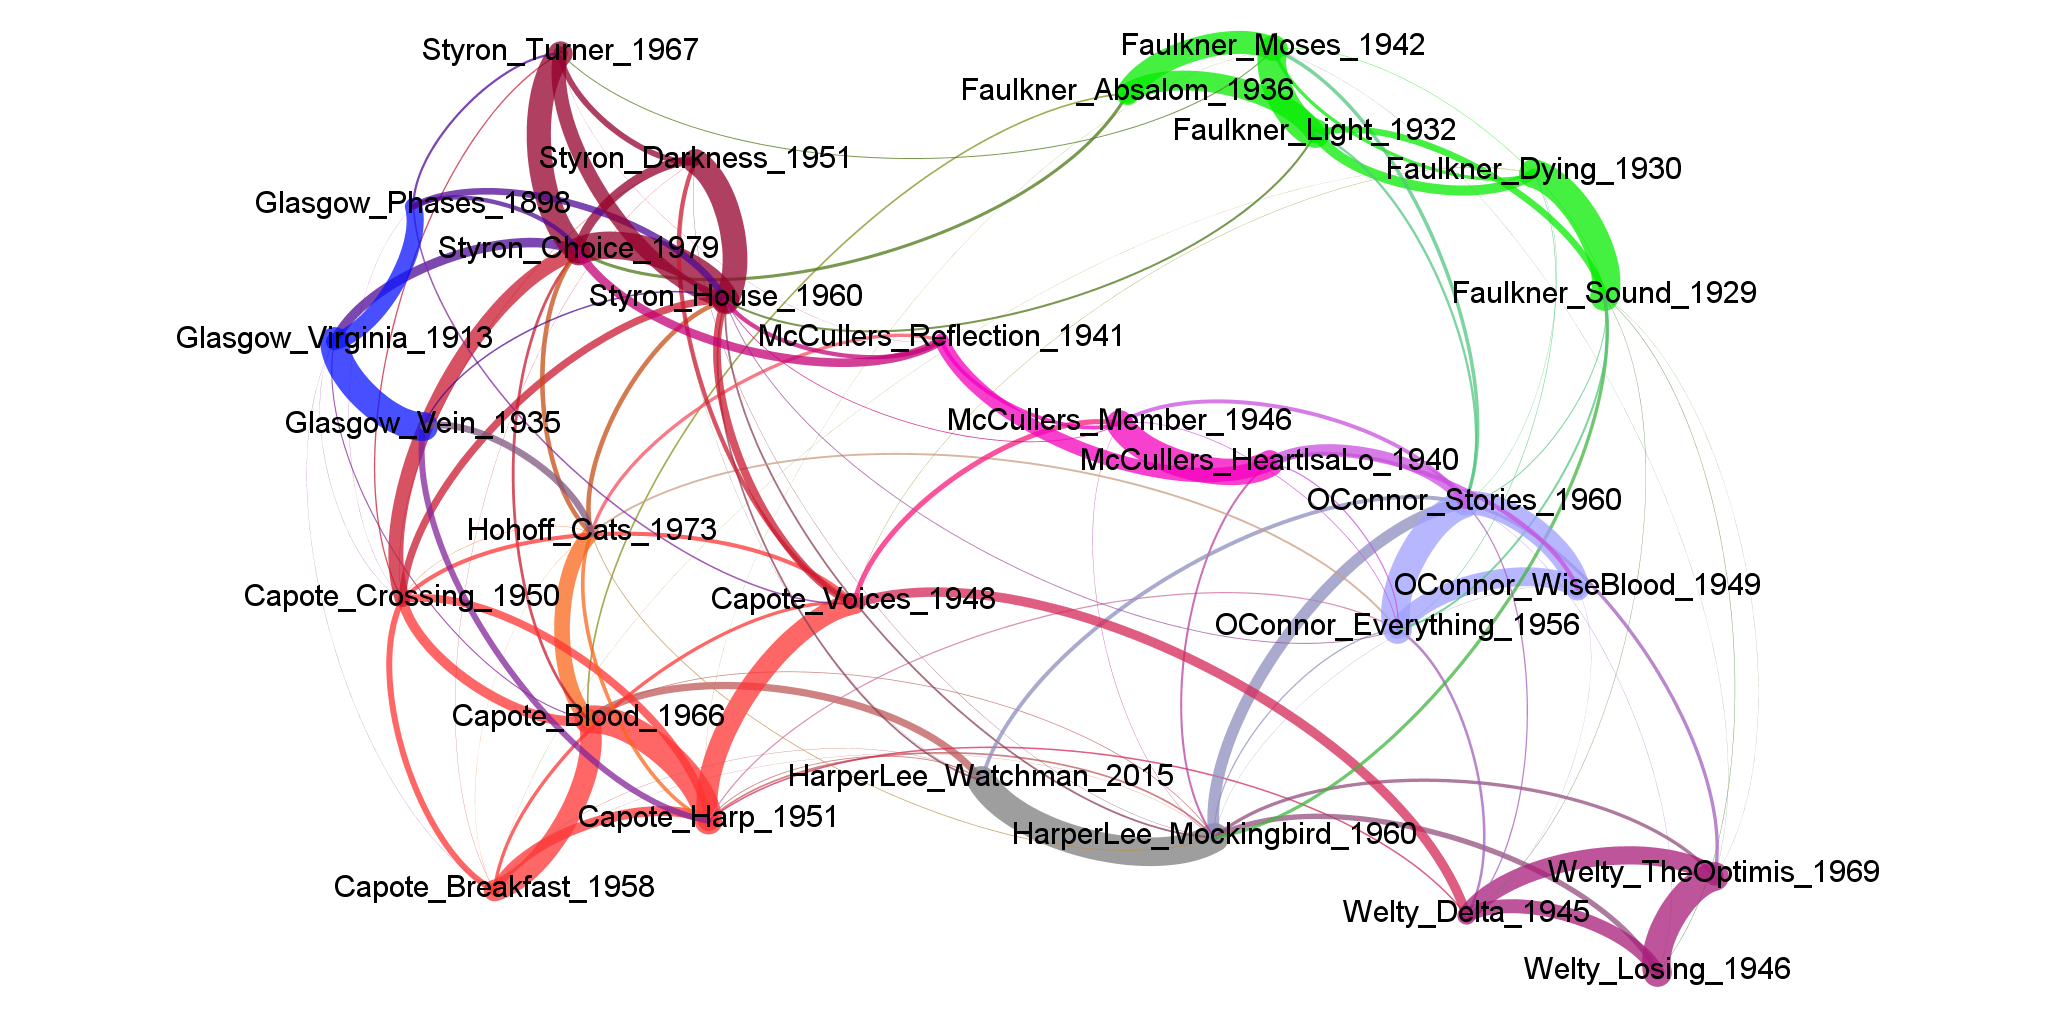 Styron_Turner_1967
Faulkner_Moses_1942
Faulkner_Absalom_1936
Faulkner_Light_1932
Styron_Darkness_1951
Faulkner_Dying_1930
Glasgow_Phases_1898
Styron_Choice_1979
Styron_House_1960
Faulkner_Sound_1929
Glasgow_Virginia_1913
McCullers_Reflection_1941
Glasgow_Vein_1935
McCullers_Member_1946
McCullers_HeartIsaLo_1940
OConnor_Stories_1960
Hohoff_Cats_1973
OConnor_WiseBlood_1949
Capote_Crossing_1950
Capote_Voices_1948
OConnor_Everything_1956
Capote_Blood_1966
HarperLee_Watchman_2015
Capote_Harp_1951
HarperLee_Mockingbird_1960
Welty_TheOptimis_1969
Capote_Breakfast_1958
Welty_Delta_1945
Welty_Losing_1946